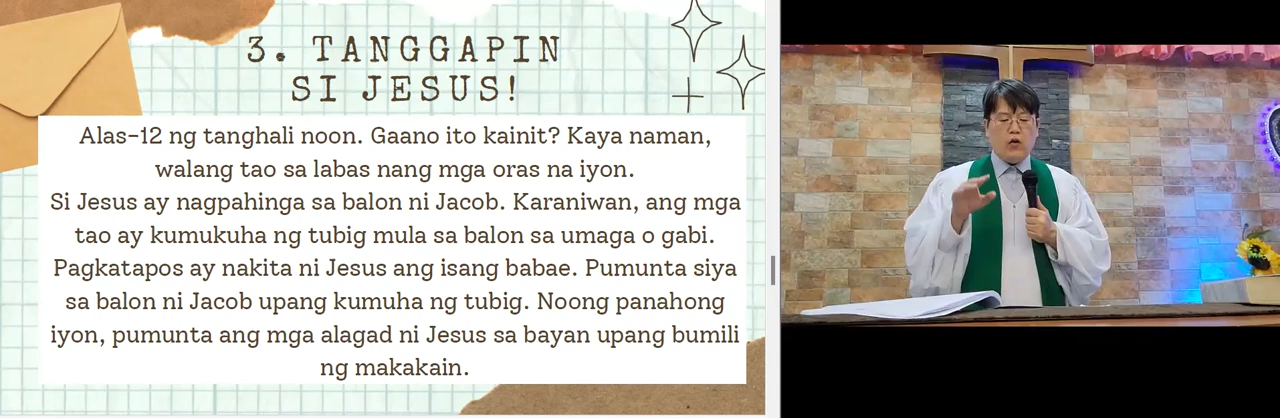 3. TANGGAPIN
SI JESUS!
Alas-12 ng tanghali noon. Gaano ito kainit? Kaya naman,
walang tao sa labas nang mga oras na iyon.
Si Jesus ay nagpahinga sa balon ni Jacob. Karaniwan, ang mga
tao ay kumukuha ng tubig mula sa balon sa umaga o gabi.
Pagkatapos ay nakita ni Jesus ang isang babae. Pumunta siya
sa balon ni Jacob upang kumuha ng tubig. Noong panahong
iyon, pumunta ang mga alagad ni Jesus sa bayan upang bumili
ng makakain.